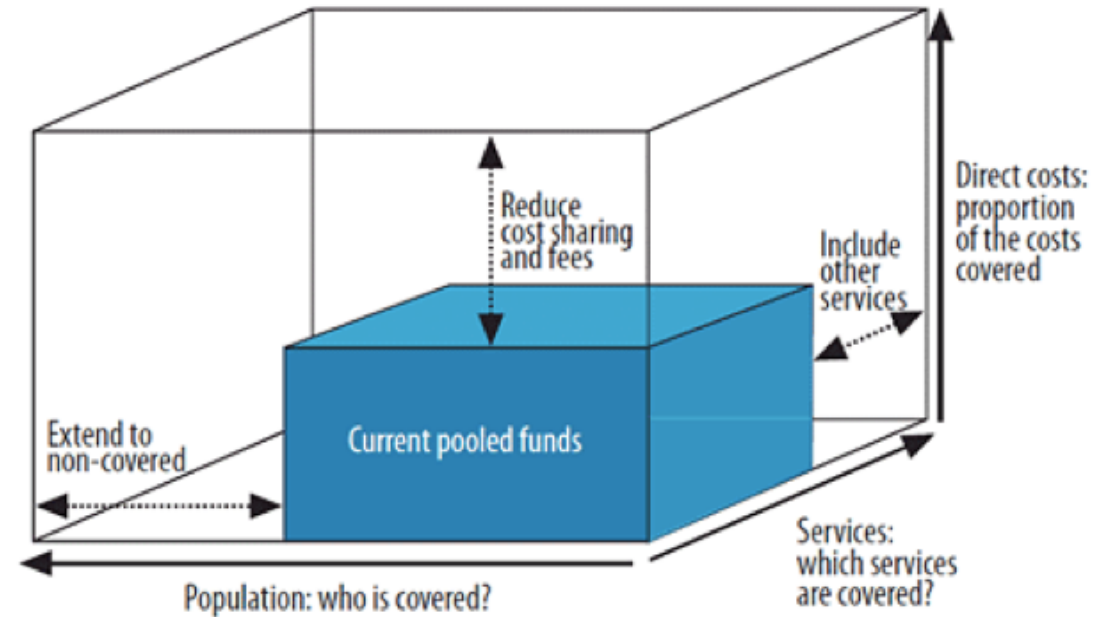 Reduce
cost sharing
and fees
Include
other
services
Direct costs:
proportion
of the costs
covered
Extend to
non-covered
Current pooled funds
Services:
which services
are covered?
Population: who is covered?